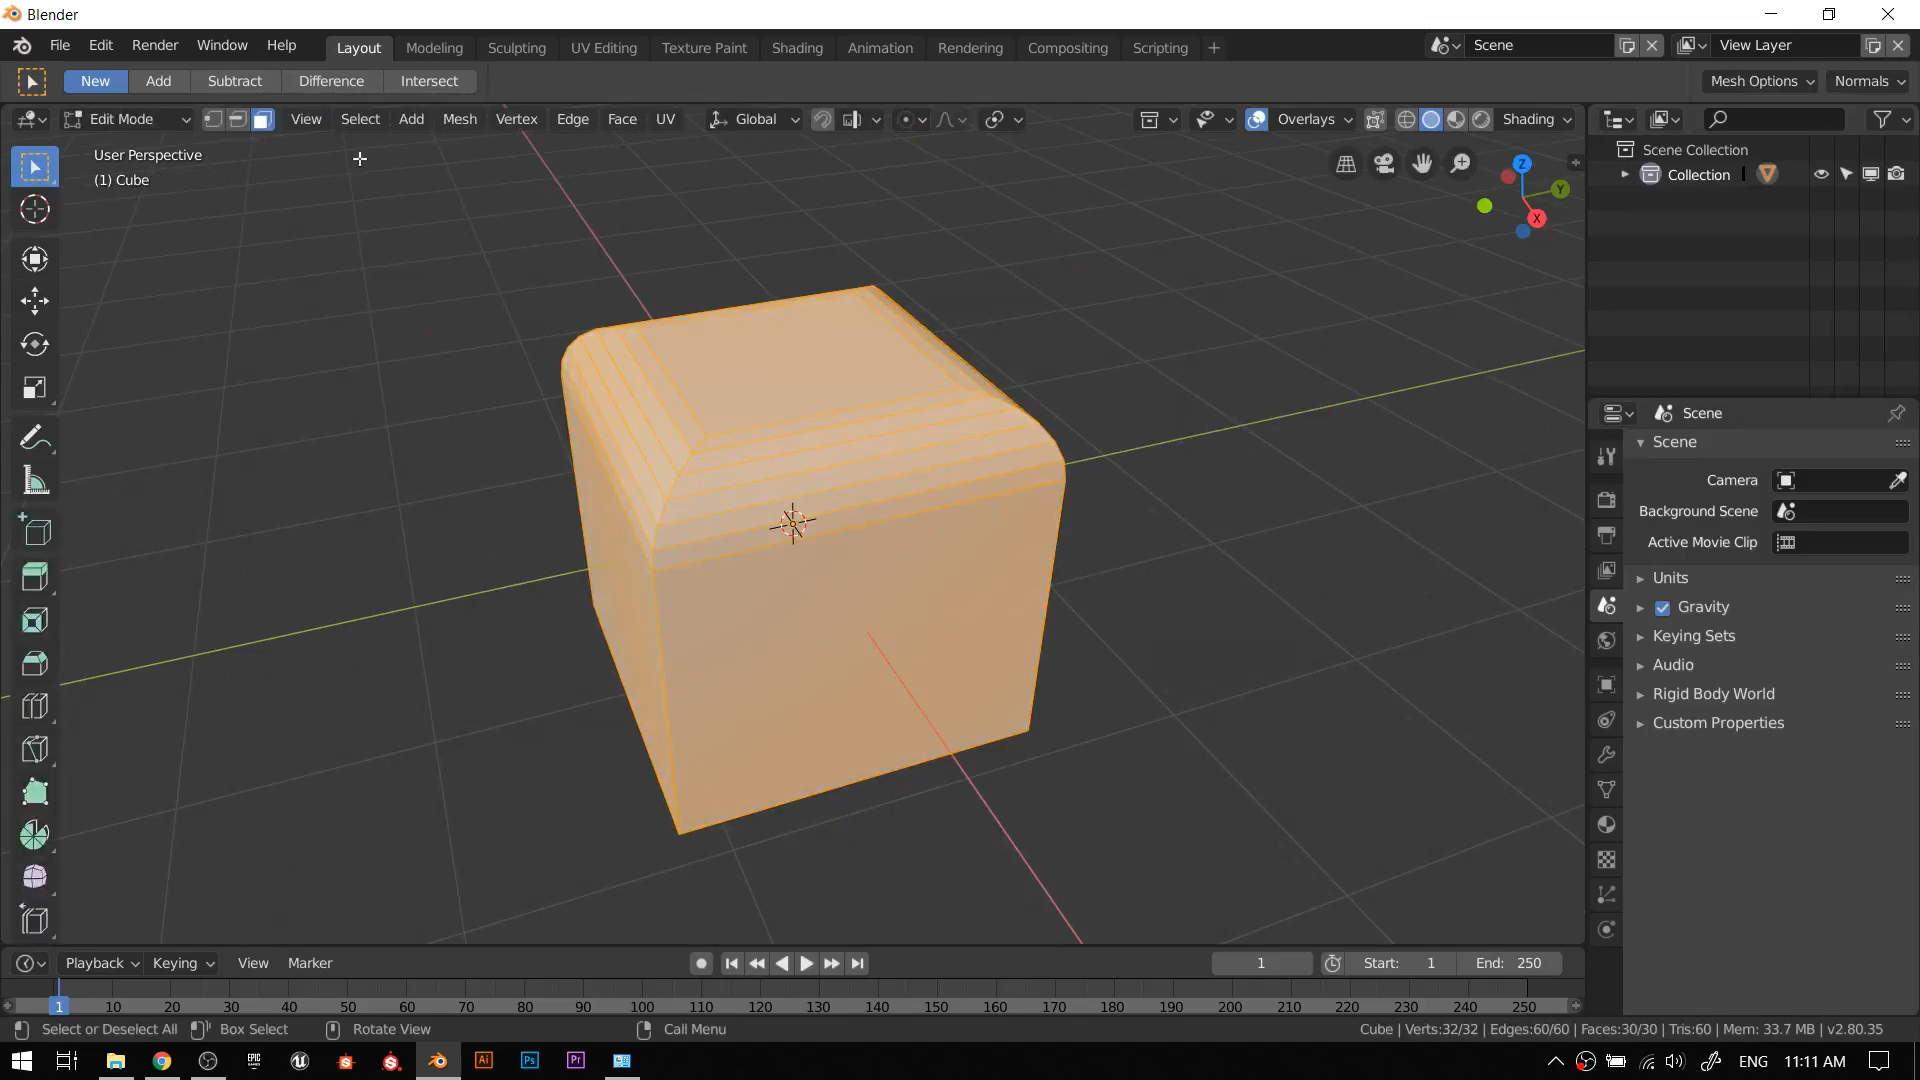 Blender
File Edit Render Window Help Layout Modeling Sculpting UV Editing Texture Paint Shading Animation Rendering Compositing Scripting + Scene View Layer
New Add Subtract Difference Intersect Mesh Options Normals
Edit Mode View Select Add Mesh Vertex Edge Face UV Global Overlays Shading
User Perspective
(1) Cube
Z
Y
X
Scene Collection
Collection
Scene
Scene
Camera
Background Scene
Active Movie Clip
Units
Gravity
Keying Sets
Audio
Rigid Body World
Custom Properties
Playback Keying View Marker 1 Start: 1 End: 250
1 10 20 30 40 50 60 70 80 90 100 110 120 130 140 150 160 170 180 190 200 210 220 230 240 250
Select or Deselect All Box Select Rotate View Call Menu Cube | Verts:32/32 | Edges:60/60 | Faces:30/30 | Tris:60 | Mem: 33.7 MB | v2.80.35
EPIC GAMES Ai Ps Pr ENG 11:11 AM